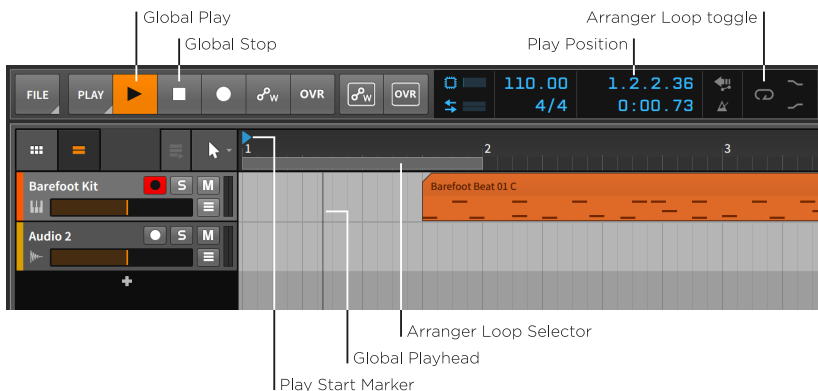 Global Play
Arranger Loop toggle
Global Stop
Play Position
FILE
PLAY
W
OVR
W
OVR
110.00
1.2.2.36
4/4
0:00.73
1
2
3
Barefoot Kit
S
M
Barefoot Beat 01 C
Audio 2
S
M
Arranger Loop Selector
Global Playhead
Play Start Marker